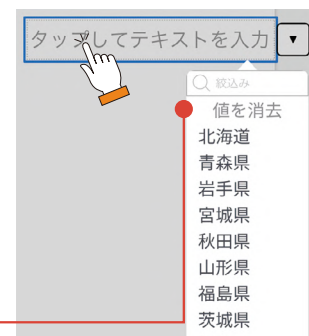 タップしてテキストを入力
絞込み
値を消去
北海道
青森県
岩手県
宮城県
秋田県
山形県
福島県
茨城県